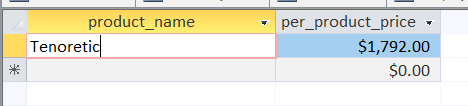 product_name per_product_price
Tenoretic $1,792.00
$0.00